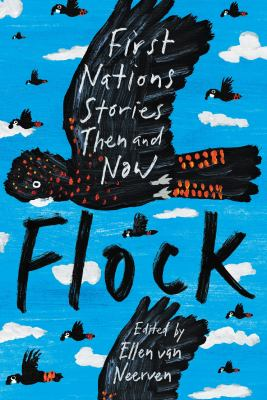 First
Nations
Stories
Then and
Now
Flock
Edited by
Ellen van
Neerven